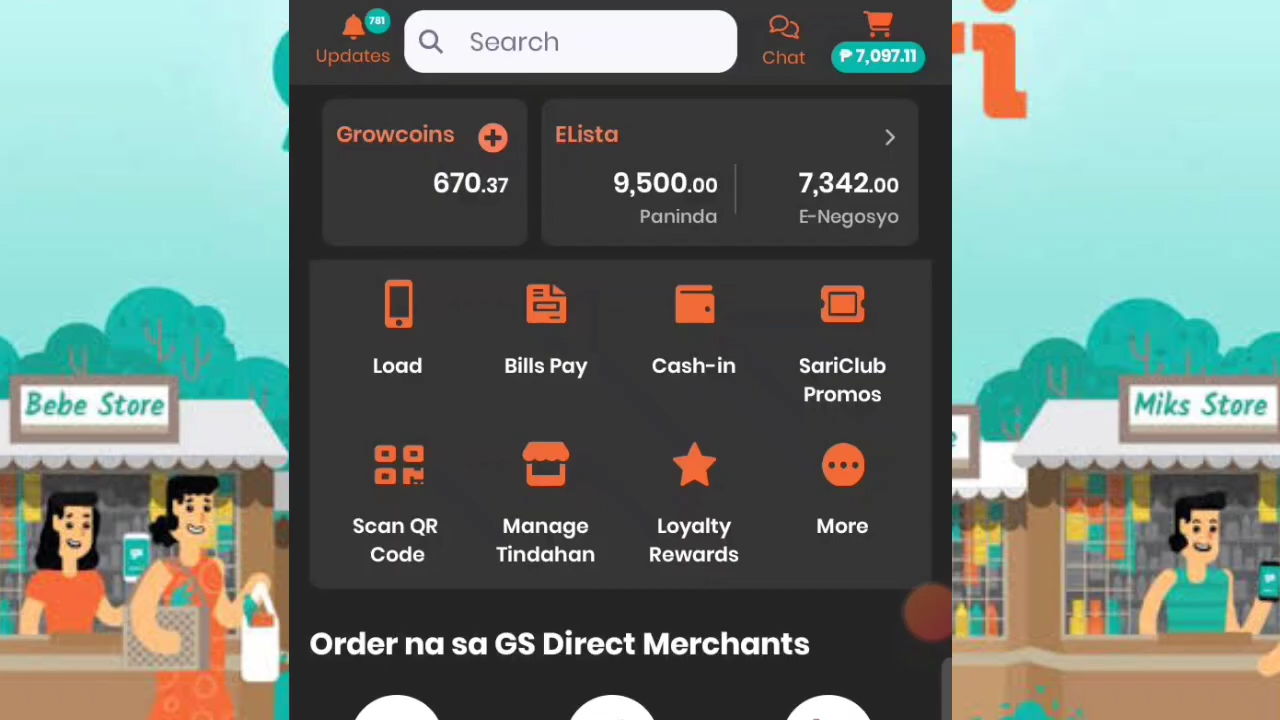 781
Updates
Search
Chat
₱ 7,097.11
Growcoins
670.37
ELista
9,500.00
Paninda
7,342.00
E-Negosyo
Load
Bills Pay
Cash-in
SariClub
Promos
Scan QR
Code
Manage
Tindahan
Loyalty
Rewards
More
Order na sa GS Direct Merchants
Bebe Store
Miks Store